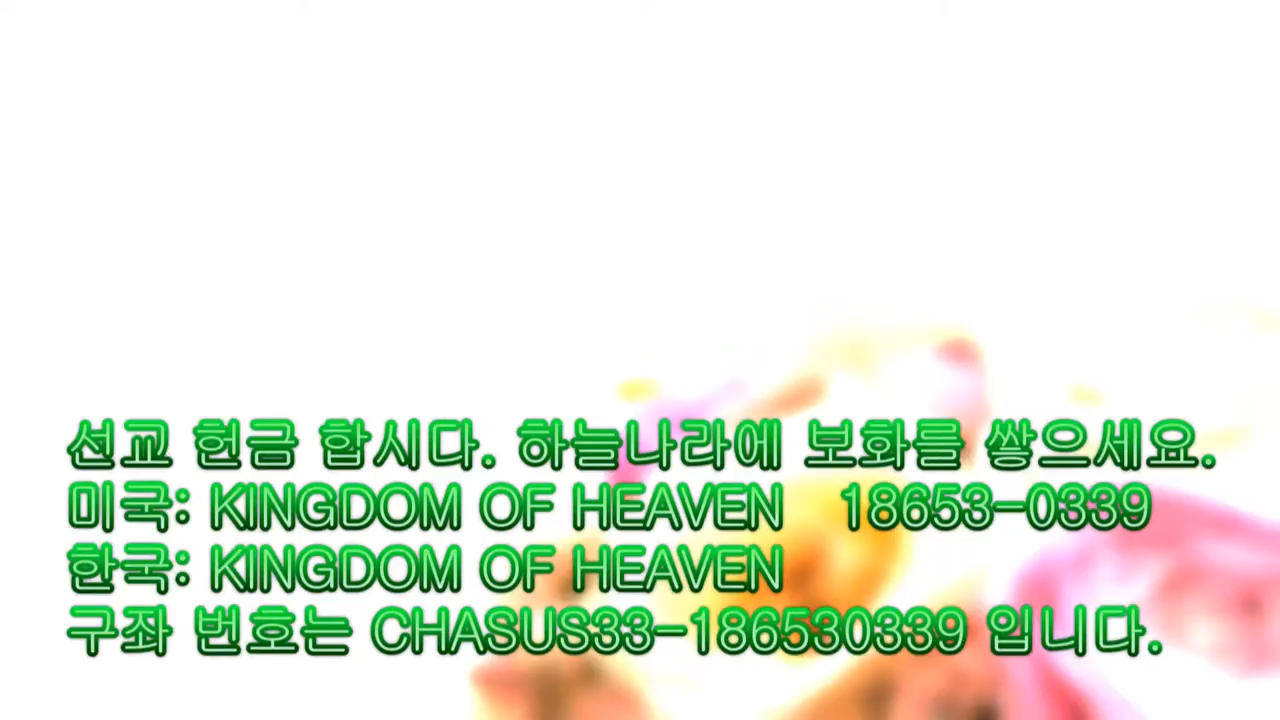 선교 헌금 합시다. 하늘나라에 보화를 쌓으세요.
미국: KINGDOM OF HEAVEN 18653-0339
한국: KINGDOM OF HEAVEN
구좌 번호는 CHASUS33-186530339 입니다.